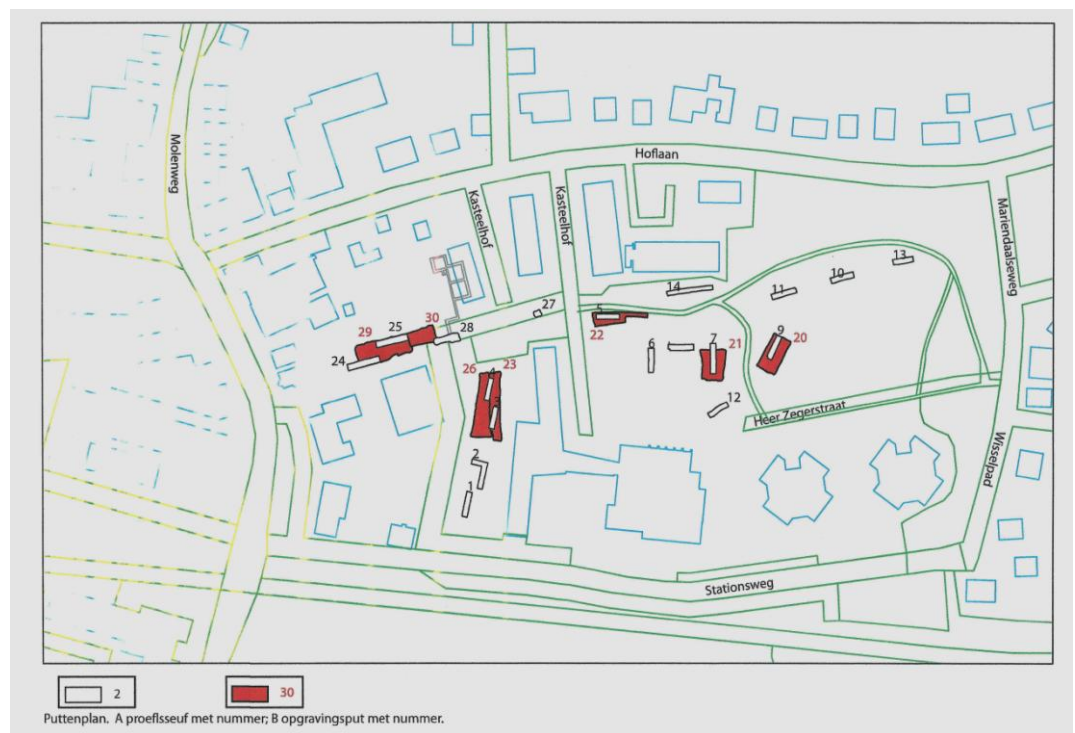 Hoflaan
Molenweg
Kasteelhof
Kasteelhof
Mariendaalseweg
13
10
11
14
27
5
22
30
29
25
28
24
6
7
21
9
20
26
23
4
3
12
Heer Zegerstraat
2
1
Wisselpad
Stationsweg
2
30
Puttenplan. A proeflsseuf met nummer; B opgravingsput met nummer.